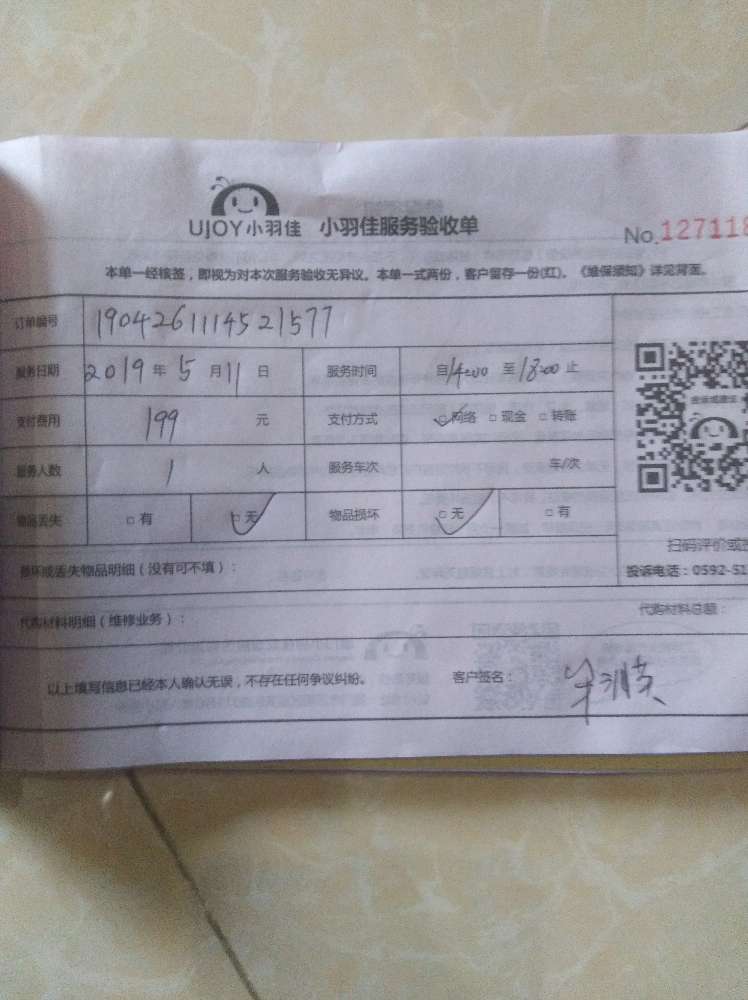 UJOY小羽佳 小羽佳服务验收单
No.127118
本单一经核签，即视为对本次服务验收无异议。本单一式两份，客户留存一份(红)。《维保须知》详见背面。
订单编号 1904261114521577
服务日期 2019年5月11日 服务时间 自14:00至18:00止
支付费用 199 元 支付方式 □网络 □现金 □转账
服务人数 1 人 服务车次 车/次
物品丢失 □有 □无 物品损坏 □无 □有
扫码评价或
损坏或丢失物品明细（没有可不填）：
投诉电话：0592-51
代购材料明细（维修业务）：
代购材料总额：
以上填写信息已经本人确认无误，不存在任何争议纠纷。 客户签名：